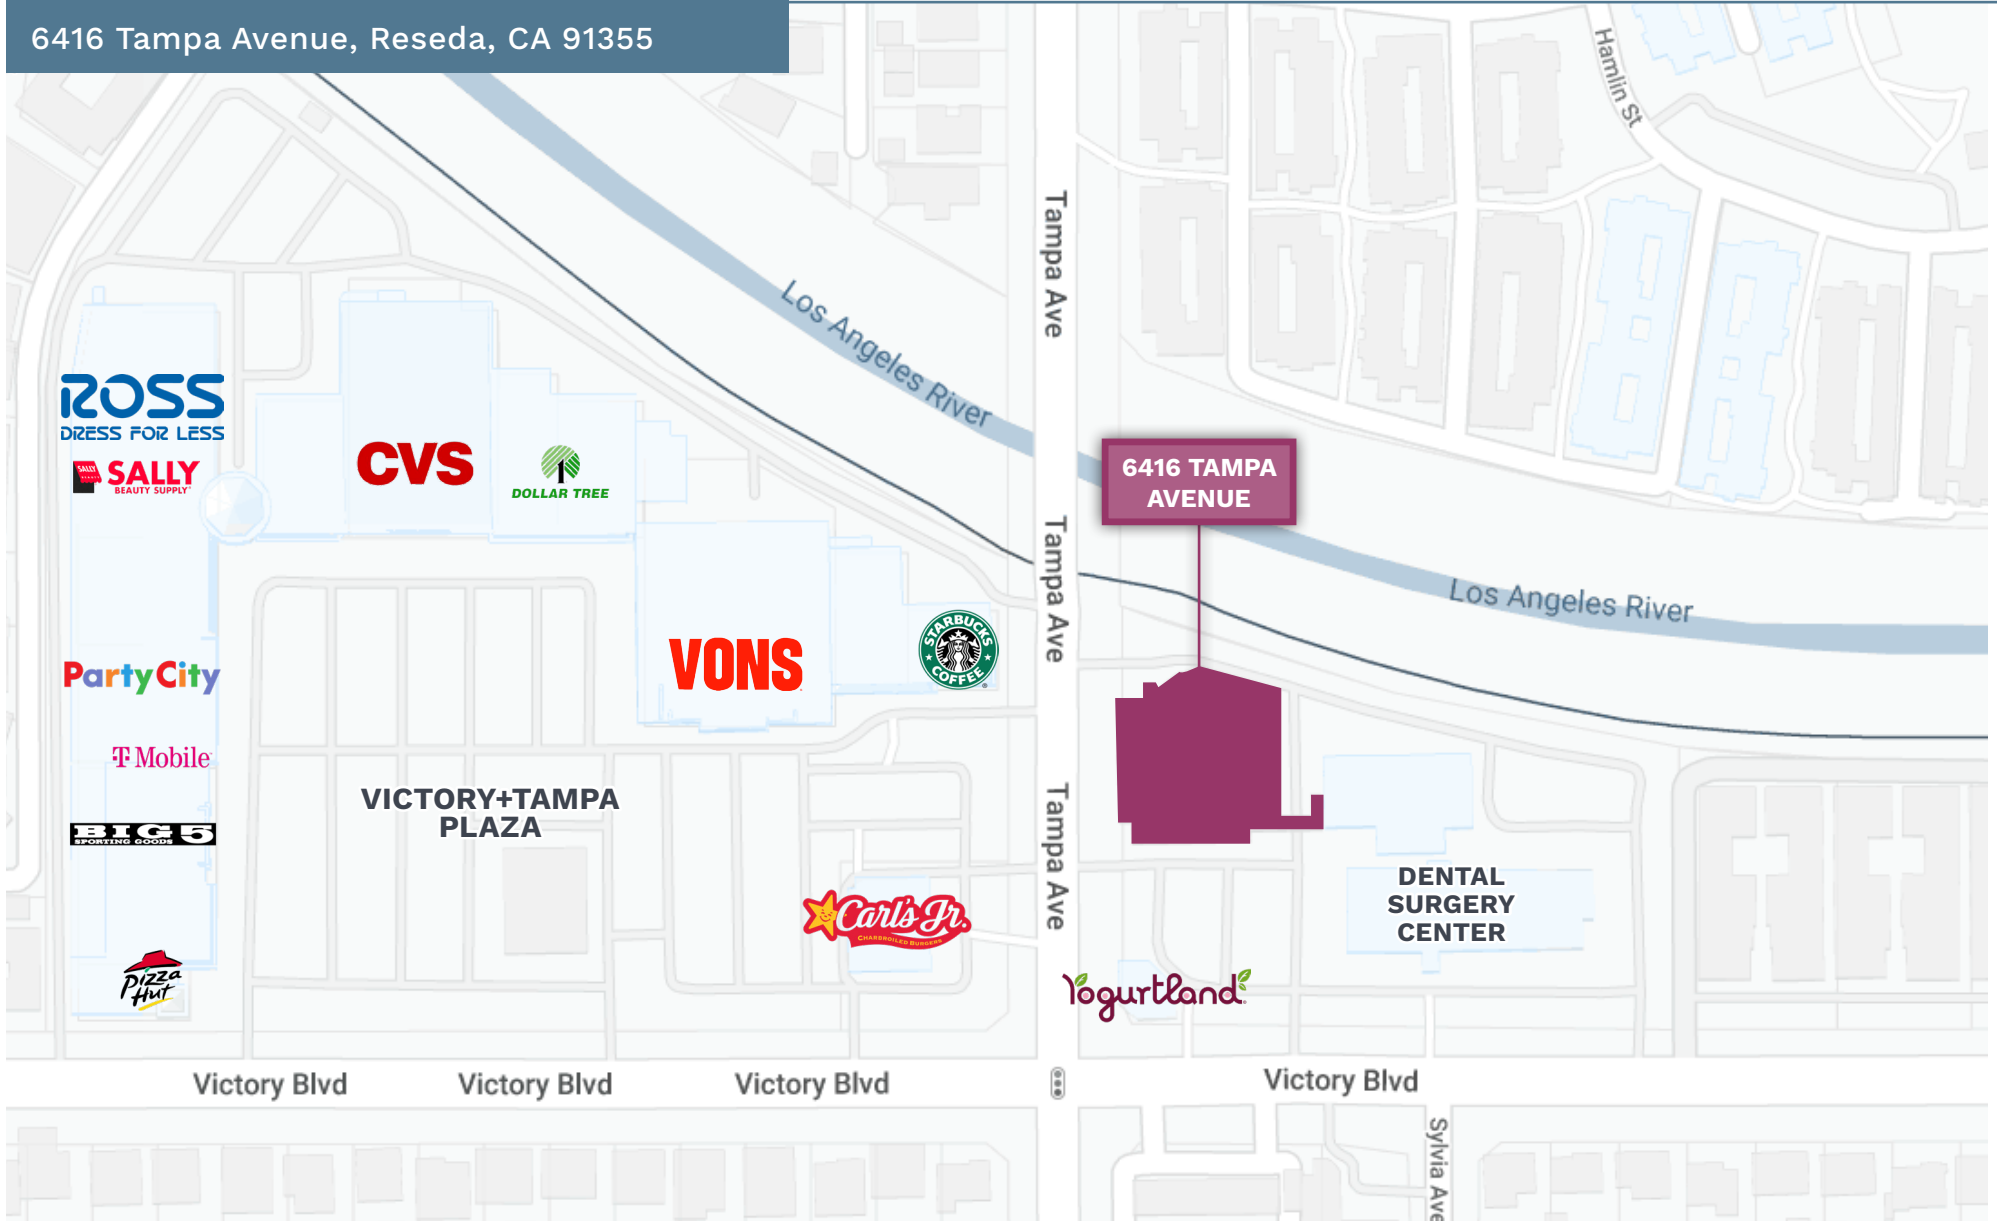 6416 Tampa Avenue, Reseda, CA 91355
Hamlin St
Tampa Ave
Los Angeles River
ROSS
DRESS FOR LESS
SALLY
SALLY
BEAUTY SUPPLY
CVS
DOLLAR TREE
6416 TAMPA
AVENUE
Tampa Ave
Los Angeles River
VONS
STARBUCKS
COFFEE
Party City
T Mobile
VICTORY+TAMPA
PLAZA
BIG 5
SPORTING GOODS
Tampa Ave
Carl's Jr.
CHARBROILED BURGERS
DENTAL
SURGERY
CENTER
Pizza
Hut
Yogurtland
Victory Blvd
Victory Blvd
Victory Blvd
Victory Blvd
Sylvia Ave